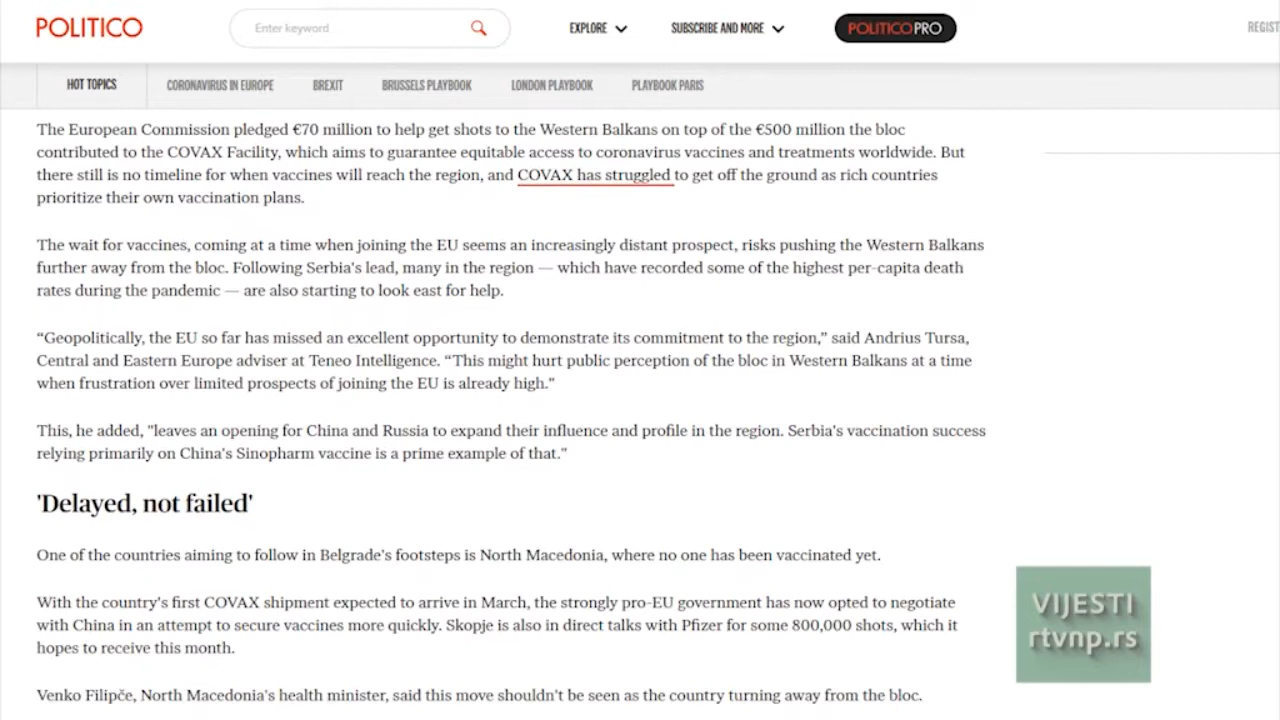 POLITICO
Enter keyword
EXPLORE
SUBSCRIBE AND MORE
POLITICOPRO
REGIST
HOT TOPICS
CORONAVIRUS IN EUROPE
BREXIT
BRUSSELS PLAYBOOK
LONDON PLAYBOOK
PLAYBOOK PARIS
The European Commission pledged €70 million to help get shots to the Western Balkans on top of the €500 million the bloc
contributed to the COVAX Facility, which aims to guarantee equitable access to coronavirus vaccines and treatments worldwide. But
there still is no timeline for when vaccines will reach the region, and COVAX has struggled to get off the ground as rich countries
prioritize their own vaccination plans.
The wait for vaccines, coming at a time when joining the EU seems an increasingly distant prospect, risks pushing the Western Balkans
further away from the bloc. Following Serbia's lead, many in the region — which have recorded some of the highest per-capita death
rates during the pandemic — are also starting to look east for help.
“Geopolitically, the EU so far has missed an excellent opportunity to demonstrate its commitment to the region,” said Andrius Tursa,
Central and Eastern Europe adviser at Teneo Intelligence. “This might hurt public perception of the bloc in Western Balkans at a time
when frustration over limited prospects of joining the EU is already high.”
This, he added, "leaves an opening for China and Russia to expand their influence and profile in the region. Serbia's vaccination success
relying primarily on China's Sinopharm vaccine is a prime example of that.”
'Delayed, not failed'
One of the countries aiming to follow in Belgrade's footsteps is North Macedonia, where no one has been vaccinated yet.
With the country's first COVAX shipment expected to arrive in March, the strongly pro-EU government has now opted to negotiate
with China in an attempt to secure vaccines more quickly. Skopje is also in direct talks with Pfizer for some 800,000 shots, which it
hopes to receive this month.
Venko Filipče, North Macedonia's health minister, said this move shouldn't be seen as the country turning away from the bloc.
VIJESTI
rtvnp.rs